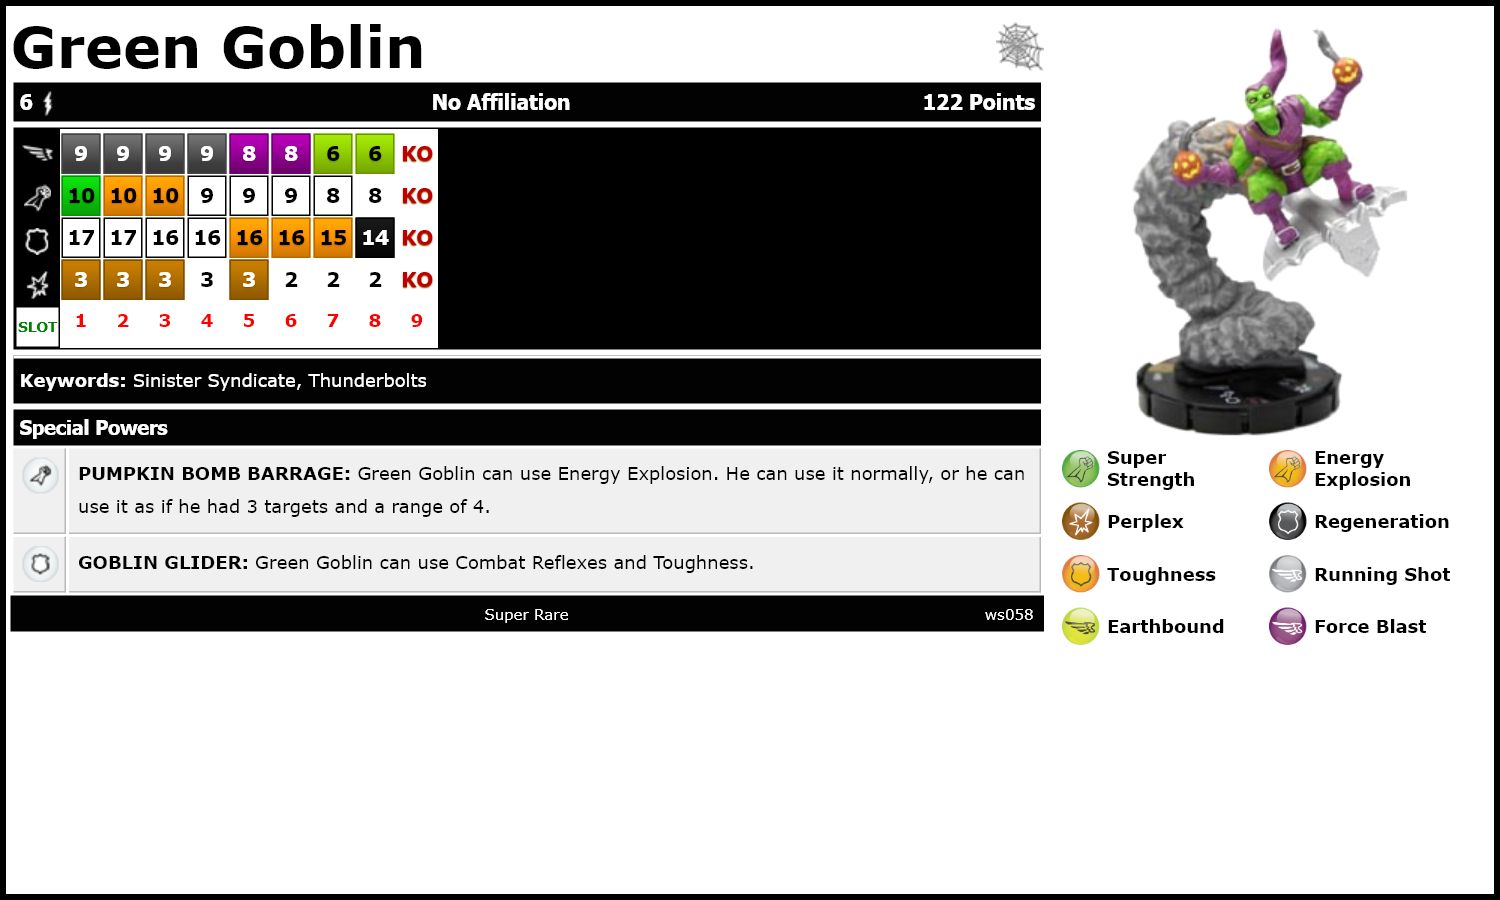 Green Goblin
6 No Affiliation 122 Points
9 9 9 9 8 8 6 6 KO
10 10 10 9 9 9 8 8 KO
17 17 16 16 16 16 15 14 KO
3 3 3 3 3 2 2 2 KO
SLOT 1 2 3 4 5 6 7 8 9
Keywords: Sinister Syndicate, Thunderbolts
Special Powers
PUMPKIN BOMB BARRAGE: Green Goblin can use Energy Explosion. He can use it normally, or he can
use it as if he had 3 targets and a range of 4.
GOBLIN GLIDER: Green Goblin can use Combat Reflexes and Toughness.
Super Rare ws058
Super
Strength
Energy
Explosion
Perplex
Regeneration
Toughness
Running Shot
Earthbound
Force Blast